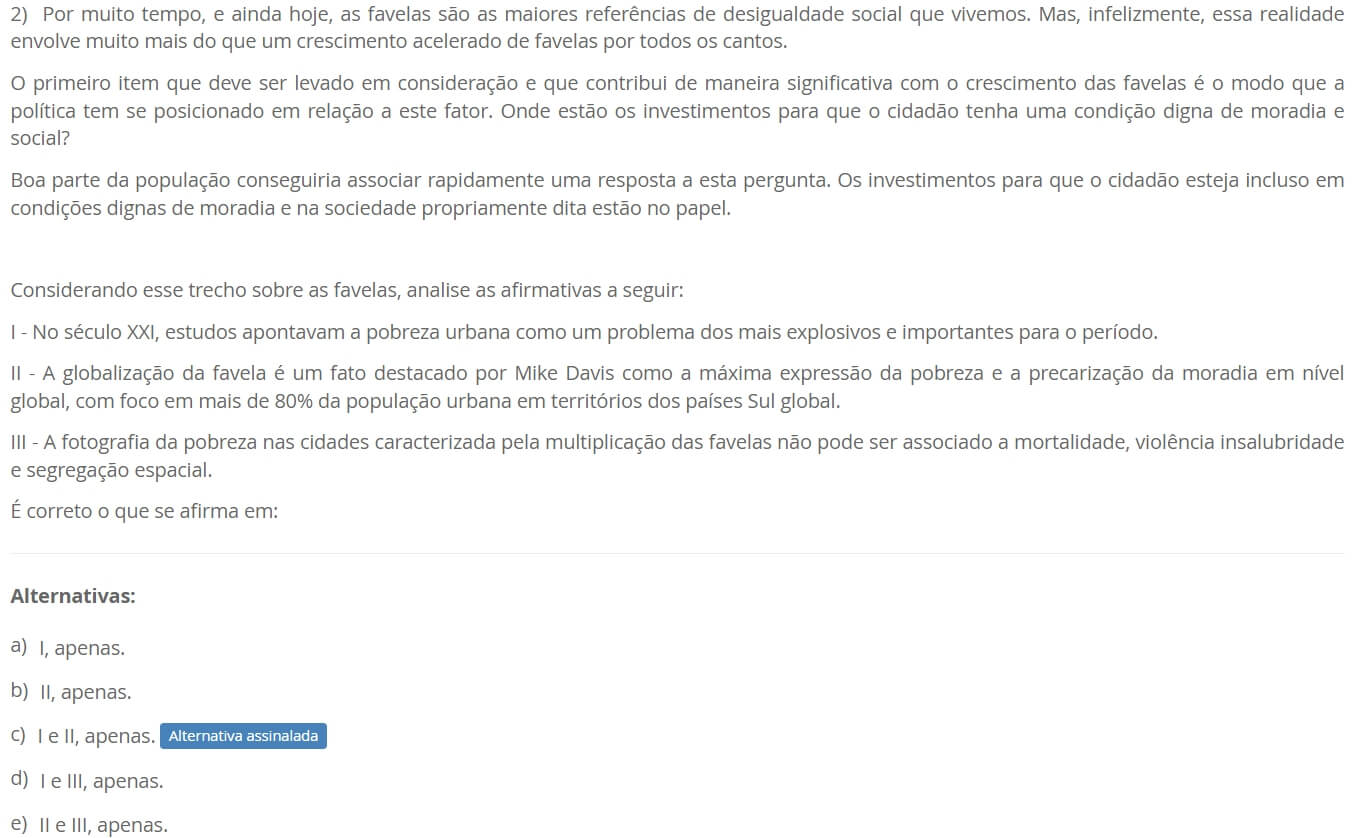 2) Por muito tempo, e ainda hoje, as favelas são as maiores referências de desigualdade social que vivemos. Mas, infelizmente, essa realidade
envolve muito mais do que um crescimento acelerado de favelas por todos os cantos.
O primeiro item que deve ser levado em consideração e que contribui de maneira significativa com o crescimento das favelas é o modo que a
política tem se posicionado em relação a este fator. Onde estão os investimentos para que o cidadão tenha uma condição digna de moradia e
social?
Boa parte da população conseguiria associar rapidamente uma resposta a esta pergunta. Os investimentos para que o cidadão esteja incluso em
condições dignas de moradia e na sociedade propriamente dita estão no papel.
Considerando esse trecho sobre as favelas, analise as afirmativas a seguir:
I - No século XXI, estudos apontavam a pobreza urbana como um problema dos mais explosivos e importantes para o período.
II - A globalização da favela é um fato destacado por Mike Davis como a máxima expressão da pobreza e a precarização da moradia em nível
global, com foco em mais de 80% da população urbana em territórios dos países Sul global.
III - A fotografia da pobreza nas cidades caracterizada pela multiplicação das favelas não pode ser associado a mortalidade, violência insalubridade
e segregação espacial.
É correto o que se afirma em:
Alternativas:
a) I, apenas.
b) II, apenas.
c) I e II, apenas. Alternativa assinalada
d) I e III, apenas.
e) II e III, apenas.